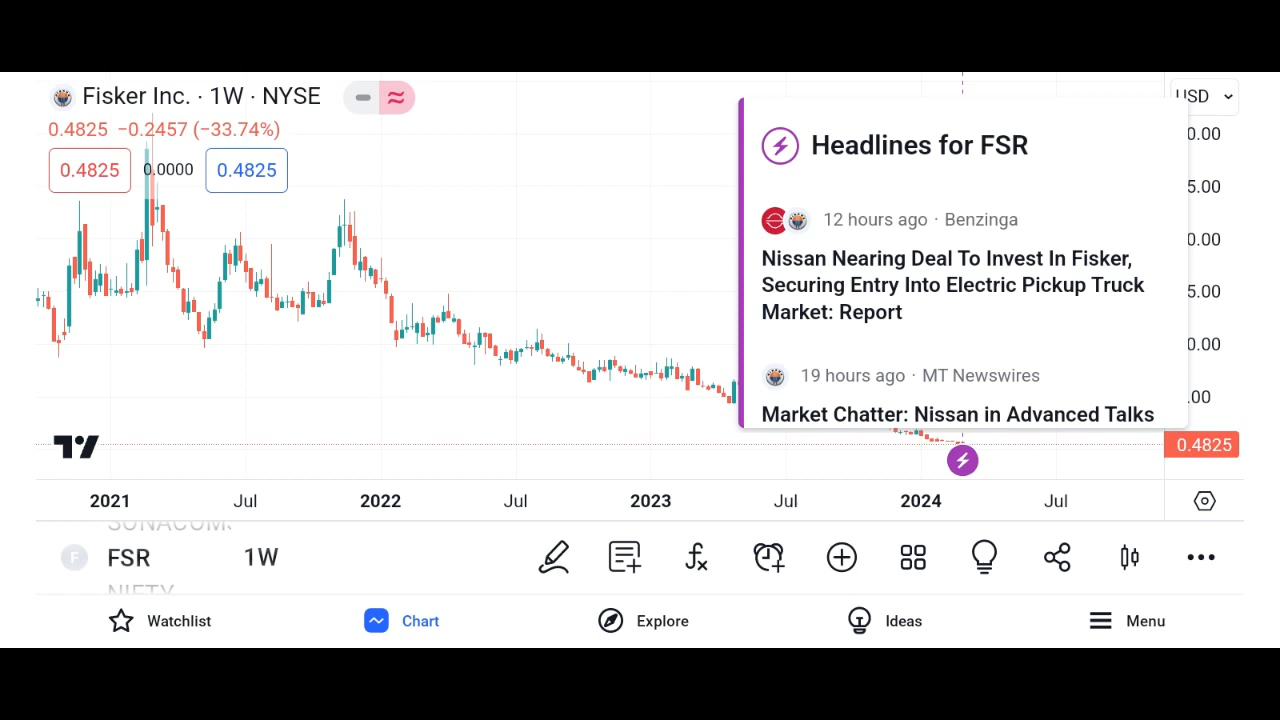 Fisker Inc. · 1W · NYSE
0.4825 −0.2457 (−33.74%)
0.4825 0.0000 0.4825
USD
Headlines for FSR
12 hours ago · Benzinga
Nissan Nearing Deal To Invest In Fisker,
Securing Entry Into Electric Pickup Truck
Market: Report
19 hours ago · MT Newswires
Market Chatter: Nissan in Advanced Talks
0.00
5.00
0.00
5.00
0.00
.00
0.4825
2021 Jul 2022 Jul 2023 Jul 2024 Jul
F FSR 1W
NIFTY
Watchlist Chart Explore Ideas Menu